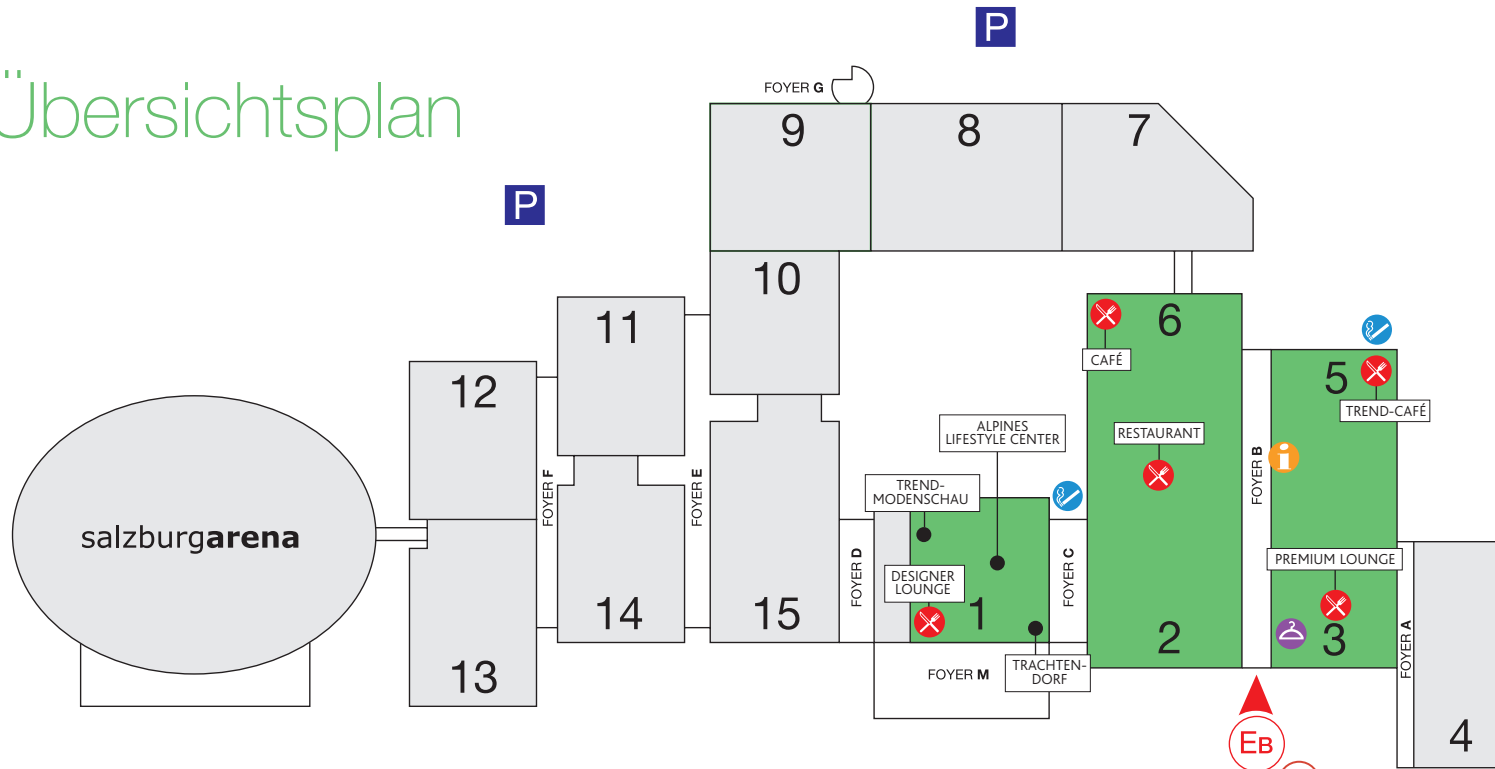 P
Übersichtsplan
FOYER G
9
8
7
P
10
6
11
CAFÉ
5
12
TREND-CAFÉ
ALPINES
LIFESTYLE CENTER
RESTAURANT
FOYER B
i
TREND-
MODENSCHAU
FOYER F
FOYER E
salzburgarena
FOYER D
FOYER C
PREMIUM LOUNGE
DESIGNER
LOUNGE
14
15
1
2
3
FOYER A
13
FOYER M
TRACHTEN-
DORF
4
EB